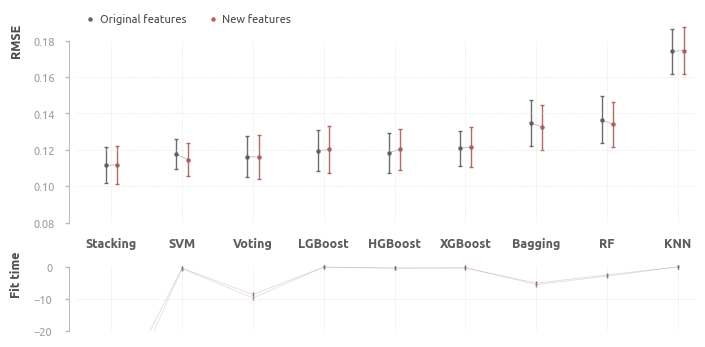 Original features
New features
RMSE
0.18
0.16
0.14
0.12
0.10
0.08
Stacking
SVM
Voting
LGBoost
HGBoost
XGBoost
Bagging
RF
KNN
Fit time
0
−10
−20